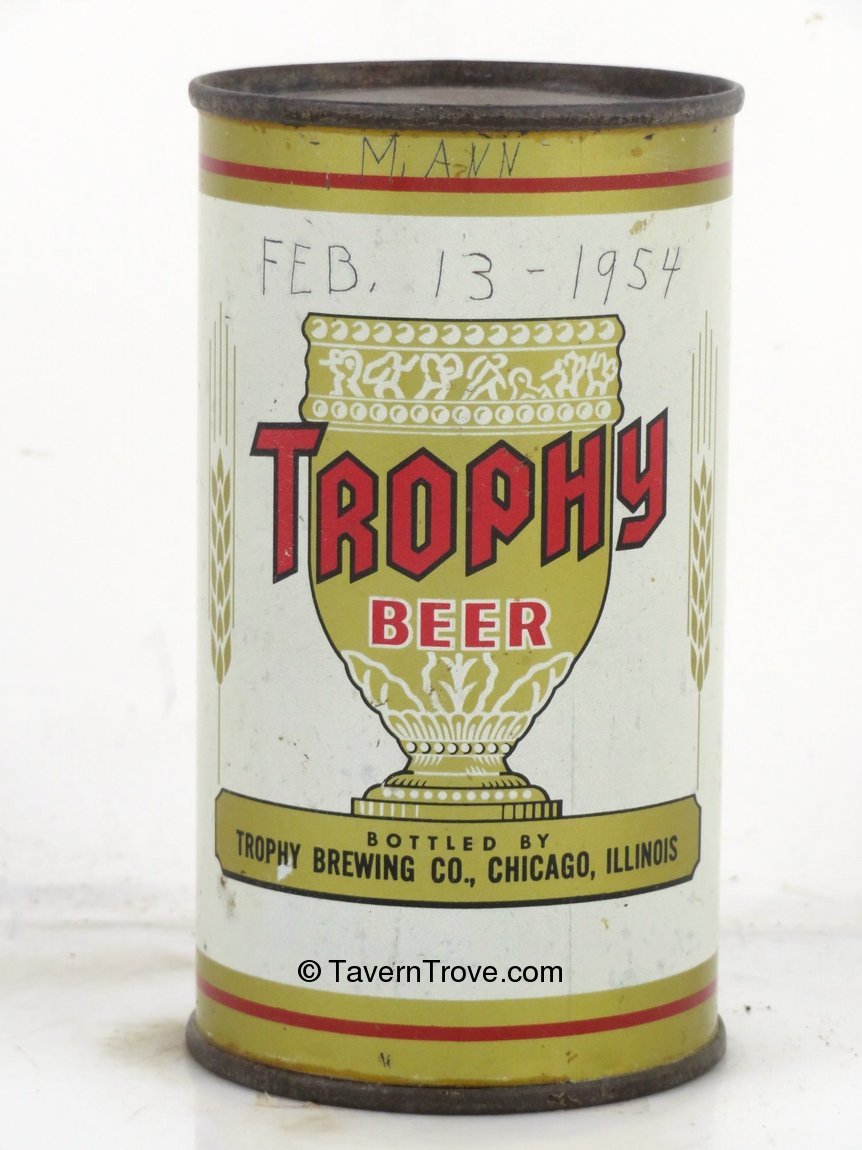 M. ANN
FEB. 13 - 1954
TROPHY
BEER
BOTTLED BY
TROPHY BREWING CO., CHICAGO, ILLINOIS
© TavernTrove.com